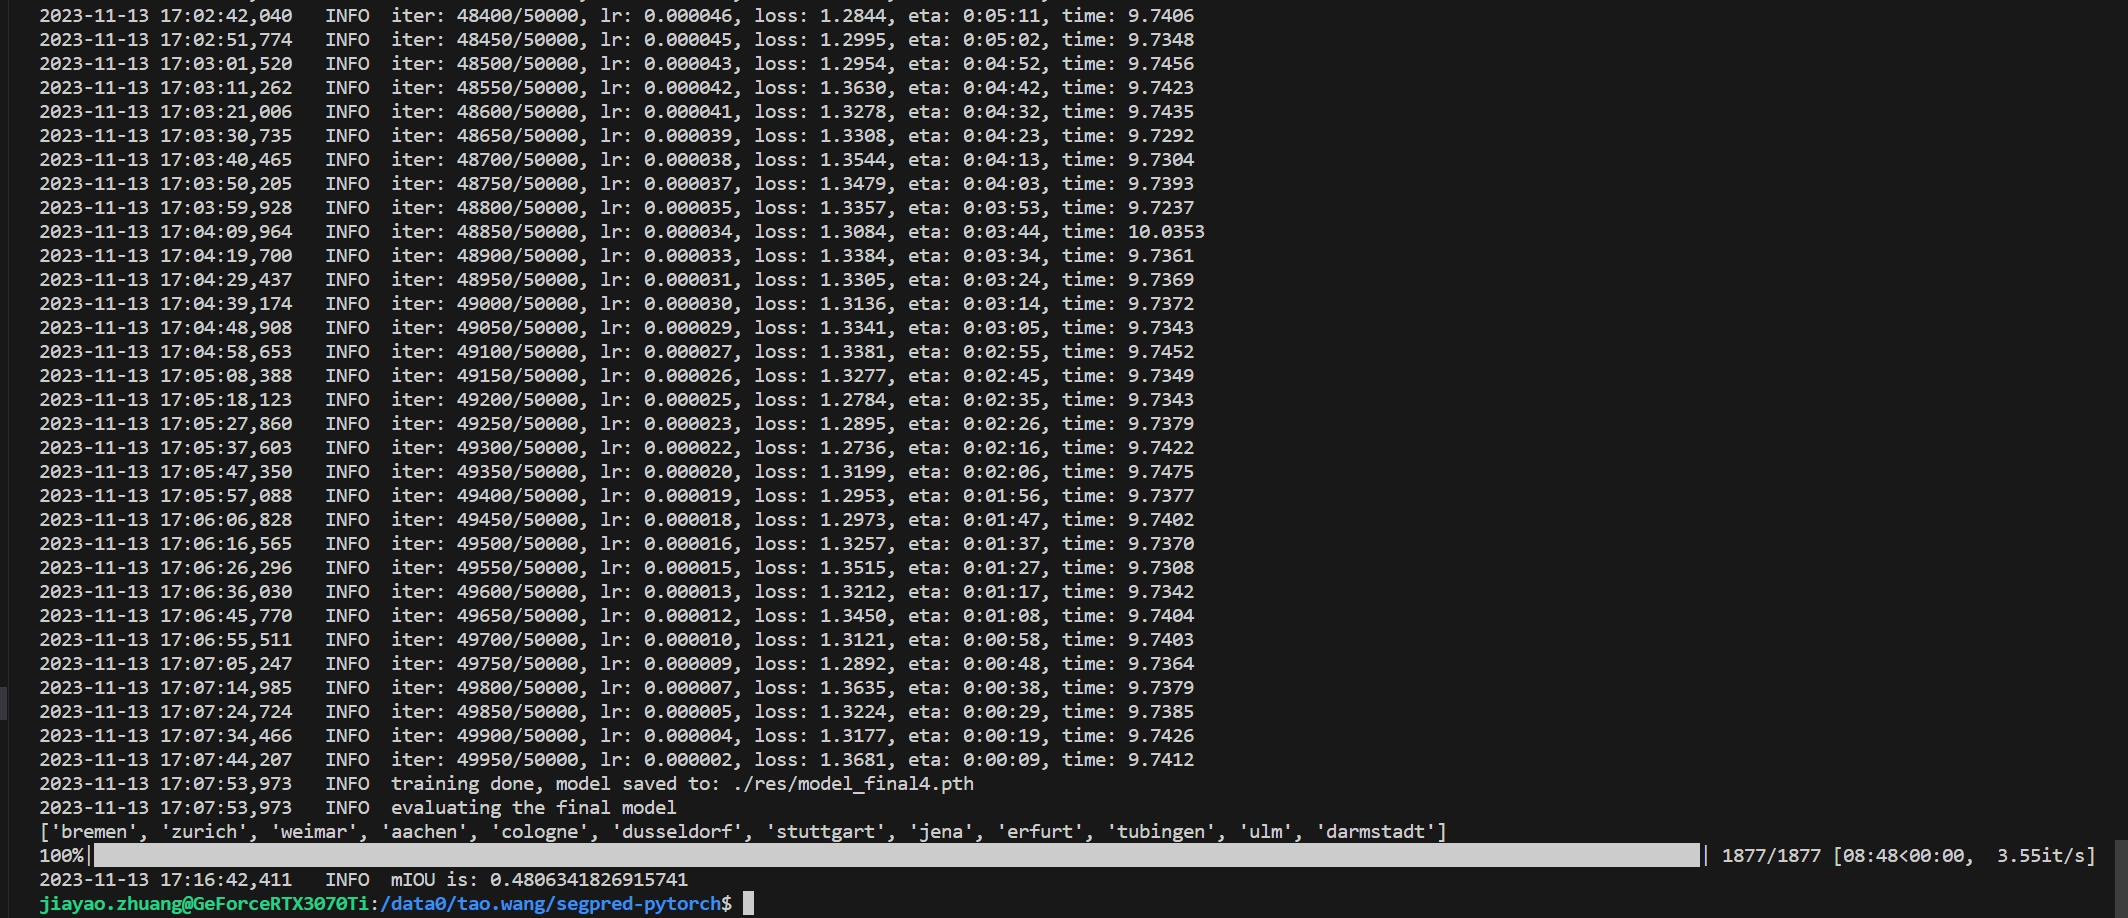 2023-11-13 17:02:42,040   INFO  iter: 48400/50000, lr: 0.000046, loss: 1.2844, eta: 0:05:11, time: 9.7406
2023-11-13 17:02:51,774   INFO  iter: 48450/50000, lr: 0.000045, loss: 1.2995, eta: 0:05:02, time: 9.7348
2023-11-13 17:03:01,520   INFO  iter: 48500/50000, lr: 0.000043, loss: 1.2954, eta: 0:04:52, time: 9.7456
2023-11-13 17:03:11,262   INFO  iter: 48550/50000, lr: 0.000042, loss: 1.3630, eta: 0:04:42, time: 9.7423
2023-11-13 17:03:21,006   INFO  iter: 48600/50000, lr: 0.000041, loss: 1.3278, eta: 0:04:32, time: 9.7435
2023-11-13 17:03:30,735   INFO  iter: 48650/50000, lr: 0.000039, loss: 1.3308, eta: 0:04:23, time: 9.7292
2023-11-13 17:03:40,465   INFO  iter: 48700/50000, lr: 0.000038, loss: 1.3544, eta: 0:04:13, time: 9.7304
2023-11-13 17:03:50,205   INFO  iter: 48750/50000, lr: 0.000037, loss: 1.3479, eta: 0:04:03, time: 9.7393
2023-11-13 17:03:59,928   INFO  iter: 48800/50000, lr: 0.000035, loss: 1.3357, eta: 0:03:53, time: 9.7237
2023-11-13 17:04:09,964   INFO  iter: 48850/50000, lr: 0.000034, loss: 1.3084, eta: 0:03:44, time: 10.0353
2023-11-13 17:04:19,700   INFO  iter: 48900/50000, lr: 0.000033, loss: 1.3384, eta: 0:03:34, time: 9.7361
2023-11-13 17:04:29,437   INFO  iter: 48950/50000, lr: 0.000031, loss: 1.3305, eta: 0:03:24, time: 9.7369
2023-11-13 17:04:39,174   INFO  iter: 49000/50000, lr: 0.000030, loss: 1.3136, eta: 0:03:14, time: 9.7372
2023-11-13 17:04:48,908   INFO  iter: 49050/50000, lr: 0.000029, loss: 1.3341, eta: 0:03:05, time: 9.7343
2023-11-13 17:04:58,653   INFO  iter: 49100/50000, lr: 0.000027, loss: 1.3381, eta: 0:02:55, time: 9.7452
2023-11-13 17:05:08,388   INFO  iter: 49150/50000, lr: 0.000026, loss: 1.3277, eta: 0:02:45, time: 9.7349
2023-11-13 17:05:18,123   INFO  iter: 49200/50000, lr: 0.000025, loss: 1.2784, eta: 0:02:35, time: 9.7343
2023-11-13 17:05:27,860   INFO  iter: 49250/50000, lr: 0.000023, loss: 1.2895, eta: 0:02:26, time: 9.7379
2023-11-13 17:05:37,603   INFO  iter: 49300/50000, lr: 0.000022, loss: 1.2736, eta: 0:02:16, time: 9.7422
2023-11-13 17:05:47,350   INFO  iter: 49350/50000, lr: 0.000020, loss: 1.3199, eta: 0:02:06, time: 9.7475
2023-11-13 17:05:57,088   INFO  iter: 49400/50000, lr: 0.000019, loss: 1.2953, eta: 0:01:56, time: 9.7377
2023-11-13 17:06:06,828   INFO  iter: 49450/50000, lr: 0.000018, loss: 1.2973, eta: 0:01:47, time: 9.7402
2023-11-13 17:06:16,565   INFO  iter: 49500/50000, lr: 0.000016, loss: 1.3257, eta: 0:01:37, time: 9.7370
2023-11-13 17:06:26,296   INFO  iter: 49550/50000, lr: 0.000015, loss: 1.3515, eta: 0:01:27, time: 9.7308
2023-11-13 17:06:36,030   INFO  iter: 49600/50000, lr: 0.000013, loss: 1.3212, eta: 0:01:17, time: 9.7342
2023-11-13 17:06:45,770   INFO  iter: 49650/50000, lr: 0.000012, loss: 1.3450, eta: 0:01:08, time: 9.7404
2023-11-13 17:06:55,511   INFO  iter: 49700/50000, lr: 0.000010, loss: 1.3121, eta: 0:00:58, time: 9.7403
2023-11-13 17:07:05,247   INFO  iter: 49750/50000, lr: 0.000009, loss: 1.2892, eta: 0:00:48, time: 9.7364
2023-11-13 17:07:14,985   INFO  iter: 49800/50000, lr: 0.000007, loss: 1.3635, eta: 0:00:38, time: 9.7379
2023-11-13 17:07:24,724   INFO  iter: 49850/50000, lr: 0.000005, loss: 1.3224, eta: 0:00:29, time: 9.7385
2023-11-13 17:07:34,466   INFO  iter: 49900/50000, lr: 0.000004, loss: 1.3177, eta: 0:00:19, time: 9.7426
2023-11-13 17:07:44,207   INFO  iter: 49950/50000, lr: 0.000002, loss: 1.3681, eta: 0:00:09, time: 9.7412
2023-11-13 17:07:53,973   INFO  training done, model saved to: ./res/model_final4.pth
2023-11-13 17:07:53,973   INFO  evaluating the final model
['bremen', 'zurich', 'weimar', 'aachen', 'cologne', 'dusseldorf', 'stuttgart', 'jena', 'erfurt', 'tubingen', 'ulm', 'darmstadt']
100%| | 1877/1877 [08:48<00:00,  3.55it/s]
2023-11-13 17:16:42,411   INFO  mIOU is: 0.4806341826915741
jiayao.zhuang@GeForceRTX3070Ti:/data0/tao.wang/segpred-pytorch$